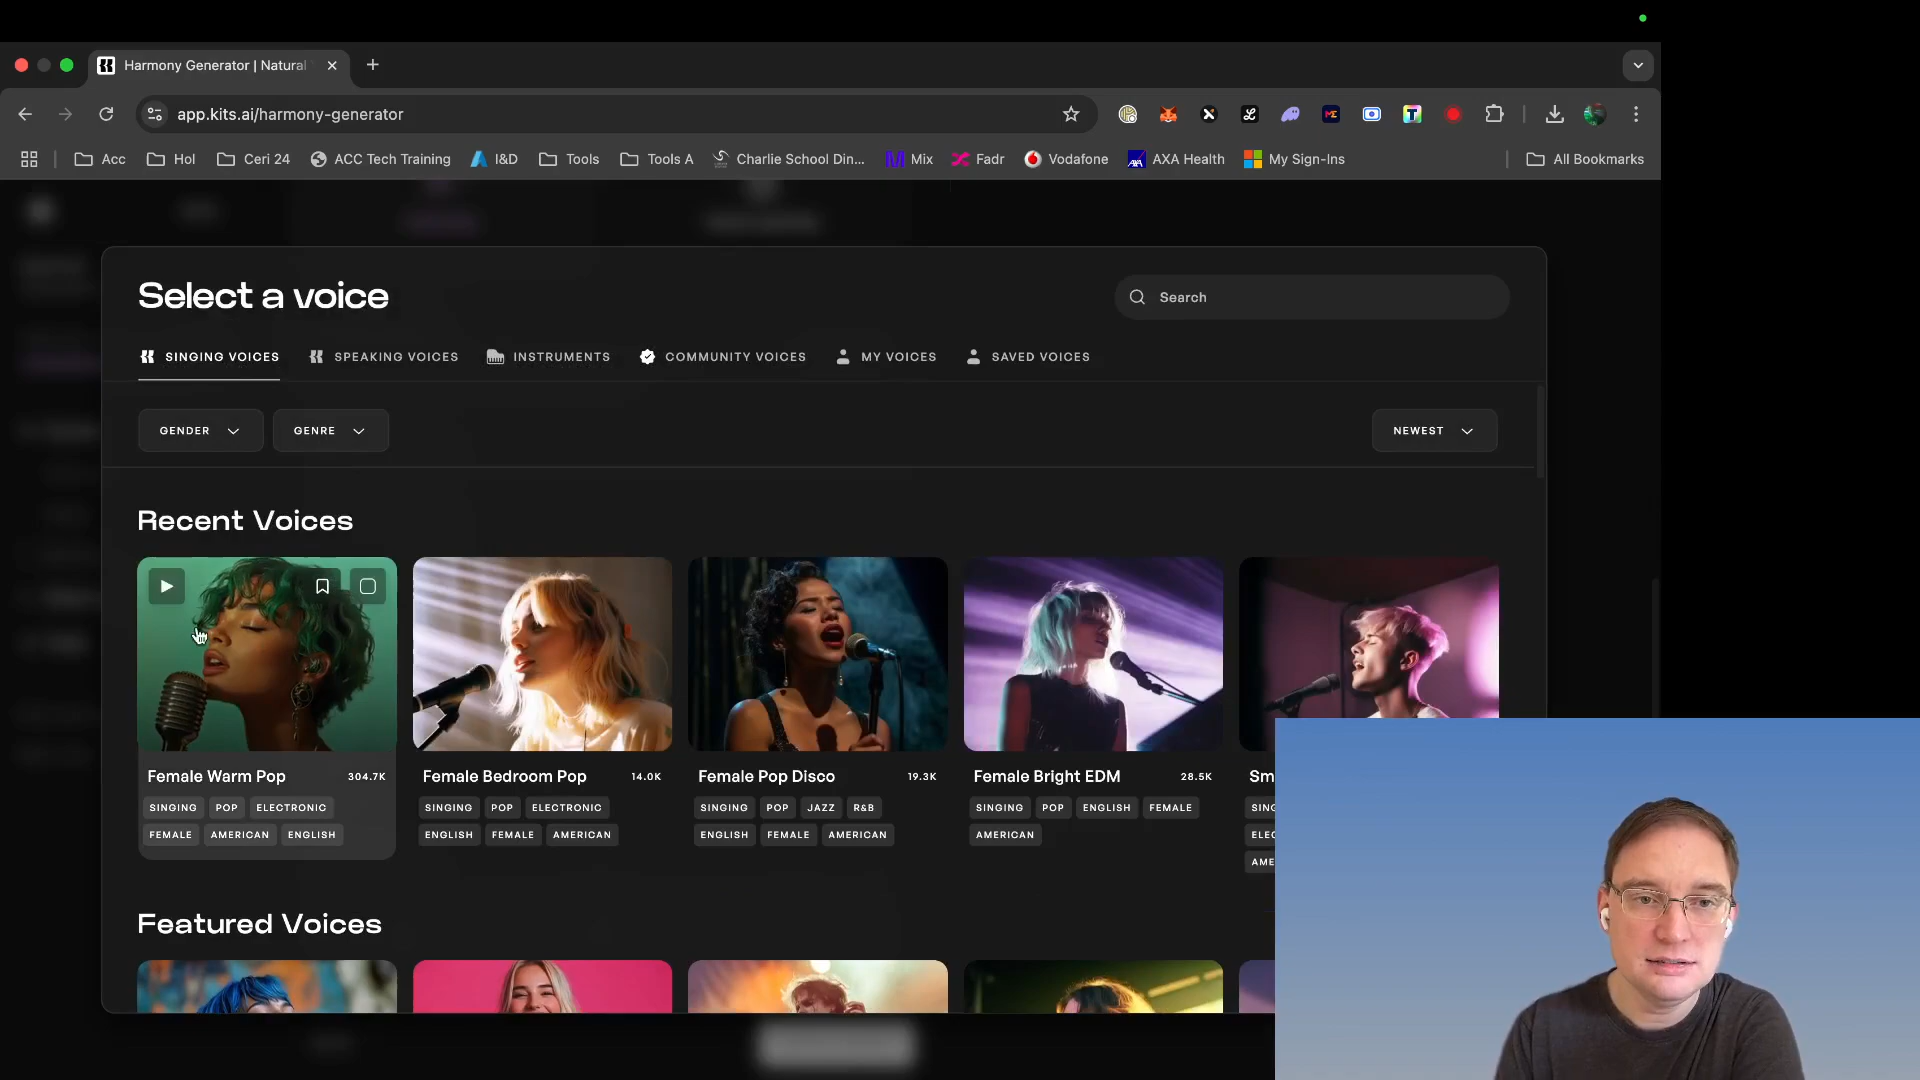 Harmony Generator | Natural
app.kits.ai/harmony-generator
Acc
Hol
Ceri 24
ACC Tech Training
I&D
Tools
Tools A
Charlie School Din...
Mix
Fadr
Vodafone
AXA Health
My Sign-Ins
All Bookmarks
Select a voice
Search
SINGING VOICES
SPEAKING VOICES
INSTRUMENTS
COMMUNITY VOICES
MY VOICES
SAVED VOICES
GENDER
GENRE
NEWEST
Recent Voices
Female Warm Pop
304.7K
SINGING POP ELECTRONIC
FEMALE AMERICAN ENGLISH
Female Bedroom Pop
14.0K
SINGING POP ELECTRONIC
ENGLISH FEMALE AMERICAN
Female Pop Disco
19.3K
SINGING POP JAZZ R&B
ENGLISH FEMALE AMERICAN
Female Bright EDM
28.5K
SINGING POP ENGLISH FEMALE
AMERICAN
Sm
SING
ELEC
AME
Featured Voices